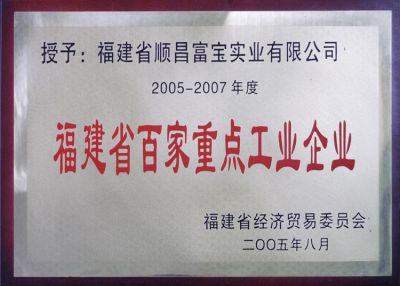 授予：福建省顺昌富宝实业有限公司
2005-2007年度
福建省百家重点工业企业
福建省经济贸易委员会
二〇〇五年八月